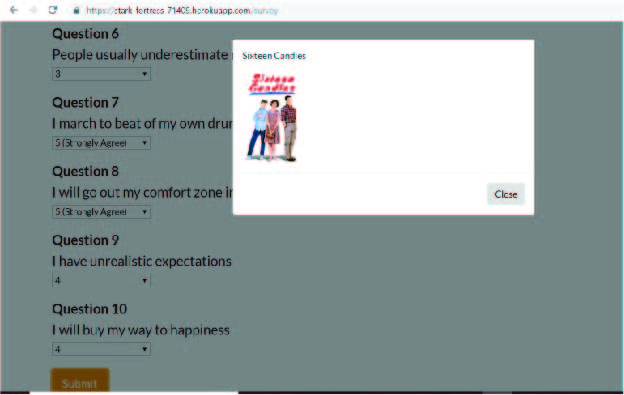 https://stark-fortress-71405.herokuapp.com/survey
Question 6
People usually underestimate
3
Question 7
I march to beat of my own drum
5 (Strongly Agree)
Question 8
I will go out my comfort zone
5 (Strongly Agree)
Question 9
I have unrealistic expectations
4
Question 10
I will buy my way to happiness
4
Submit
Sixteen Candles
Sixteen
Candles
Close